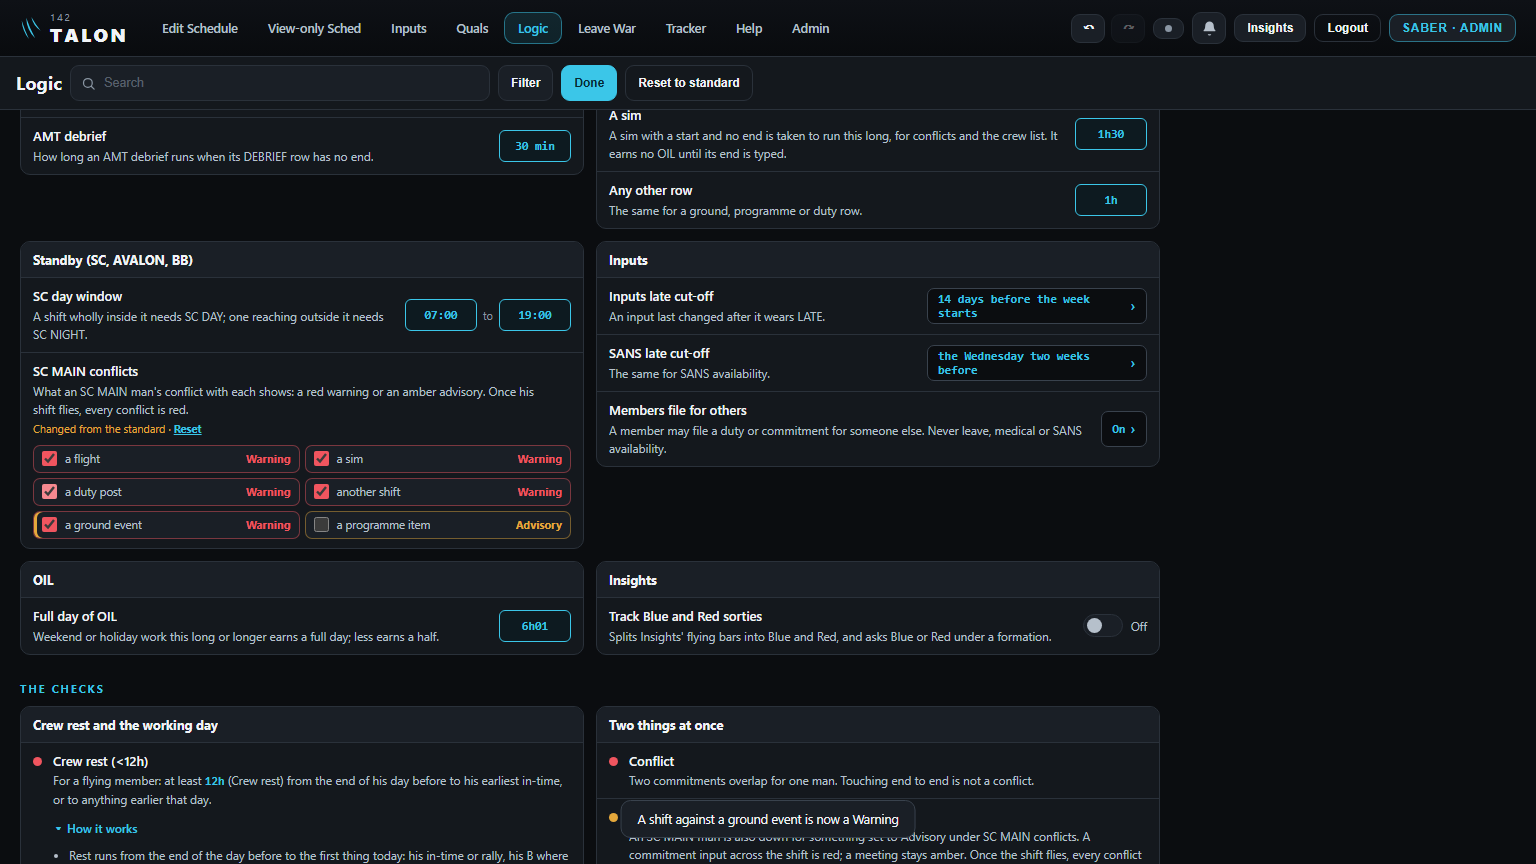 142
TALON
Edit Schedule
View-only Sched
Inputs
Quals
Logic
Leave War
Tracker
Help
Admin
Insights
Logout
SABER · ADMIN
Logic
Search
Filter
Done
Reset to standard
AMT debrief
How long an AMT debrief runs when its DEBRIEF row has no end.
30 min
A sim
A sim with a start and no end is taken to run this long, for conflicts and the crew list. It
earns no OIL until its end is typed.
1h30
Any other row
The same for a ground, programme or duty row.
1h
Standby (SC, AVALON, BB)
SC day window
A shift wholly inside it needs SC DAY; one reaching outside it needs
SC NIGHT.
07:00 to 19:00
SC MAIN conflicts
What an SC MAIN man's conflict with each shows: a red warning or an amber advisory. Once his
shift flies, every conflict is red.
Changed from the standard · Reset
a flight Warning
a sim Warning
a duty post Warning
another shift Warning
a ground event Warning
a programme item Advisory
Inputs
Inputs late cut-off
An input last changed after it wears LATE.
14 days before the week
starts ›
SANS late cut-off
The same for SANS availability.
the Wednesday two weeks
before ›
Members file for others
A member may file a duty or commitment for someone else. Never leave, medical or SANS
availability.
On ›
OIL
Full day of OIL
Weekend or holiday work this long or longer earns a full day; less earns a half.
6h01
Insights
Track Blue and Red sorties
Splits Insights' flying bars into Blue and Red, and asks Blue or Red under a formation.
Off
THE CHECKS
Crew rest and the working day
Crew rest (<12h)
For a flying member: at least 12h (Crew rest) from the end of his day before to his earliest in-time,
or to anything earlier that day.
How it works
• Rest runs from the end of the day before to the first thing today: his in-time or rally, his B where
Two things at once
Conflict
Two commitments overlap for one man. Touching end to end is not a conflict.
A shift against a ground event is now a Warning
An SC MAIN man is also down for something set to Advisory under SC MAIN conflicts. A
commitment input across the shift is red; a meeting stays amber. Once the shift flies, every conflict